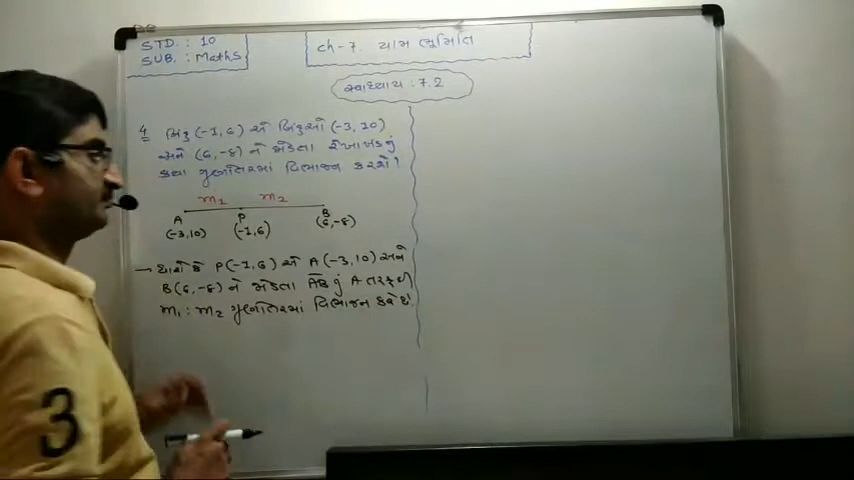 STD. : 10
SUB. : Maths
ch-7. યામ ભૂમિતિ
સ્વાધ્યાય : 7.2
4 બિંદુ (-1, 6) એ બિંદુઓ (-3, 10)
અને (6, -8) ને જોડતા રેખાખંડનું
કયા ગુણોત્તરમાં વિભાજન કરશે?
m₁ m₂
A P B
(-3,10) (-1,6) (6,-8)
→ ધારો કે P(-1,6) એ A(-3,10) અને
B(6,-8) ને જોડતા AB નું A તરફથી
m₁ : m₂ ગુણોત્તરમાં વિભાજન કરે છે
3